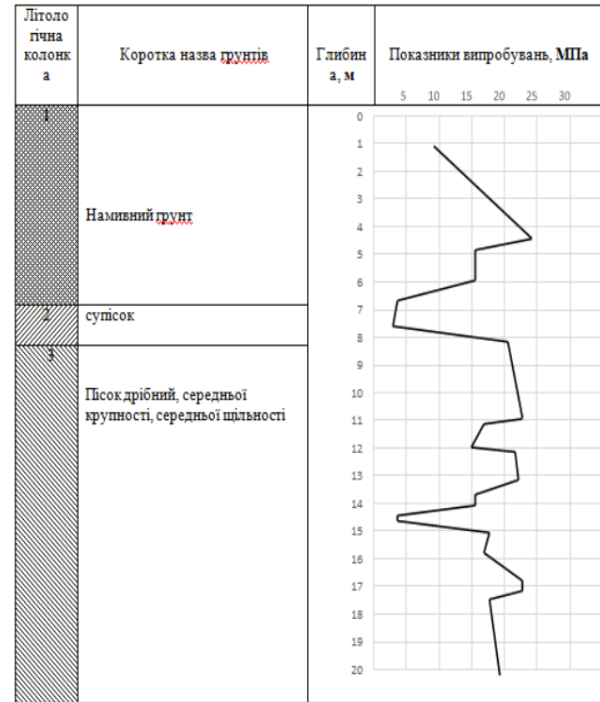 Літоло
гічна
колонк
а
Коротка назва грунтів
Глибин
а, м
Показники випробувань, МПа
5 10 15 20 25 30
1
Намивний грунт
2
супісок
3
Пісок дрібний, середньої
крупності, середньої щільності
0
1
2
3
4
5
6
7
8
9
10
11
12
13
14
15
16
17
18
19
20